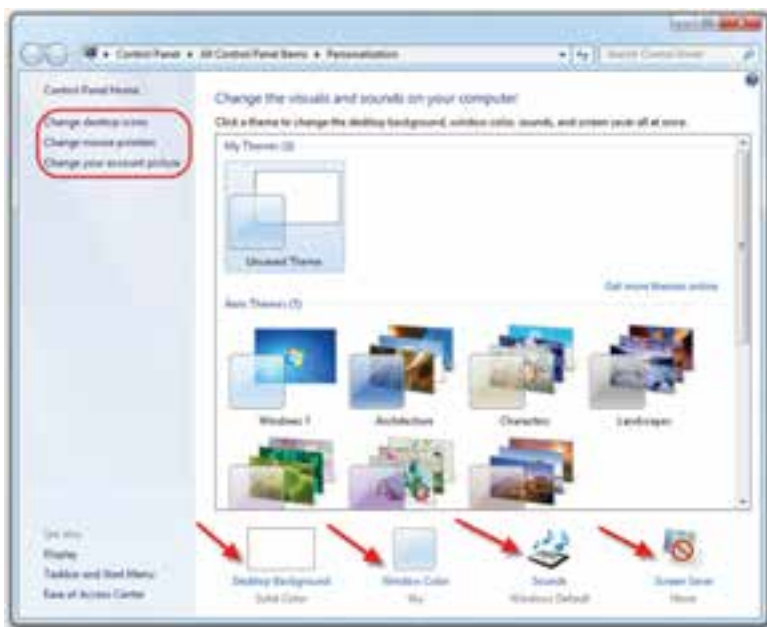 Control Panel ▸ All Control Panel Items ▸ Personalization
Search Control Panel
Control Panel Home
Change desktop icons
Change mouse pointers
Change your account picture
Change the visuals and sounds on your computer
Click a theme to change the desktop background, window color, sounds, and screen saver all at once.
My Themes
Unsaved Theme
Get more themes online
Aero Themes (7)
Windows 7
Architecture
Characters
Landscapes
See also
Display
Taskbar and Start Menu
Ease of Access Center
Desktop Background
Solid Color
Window Color
Sky
Sounds
Windows Default
Screen Saver
None